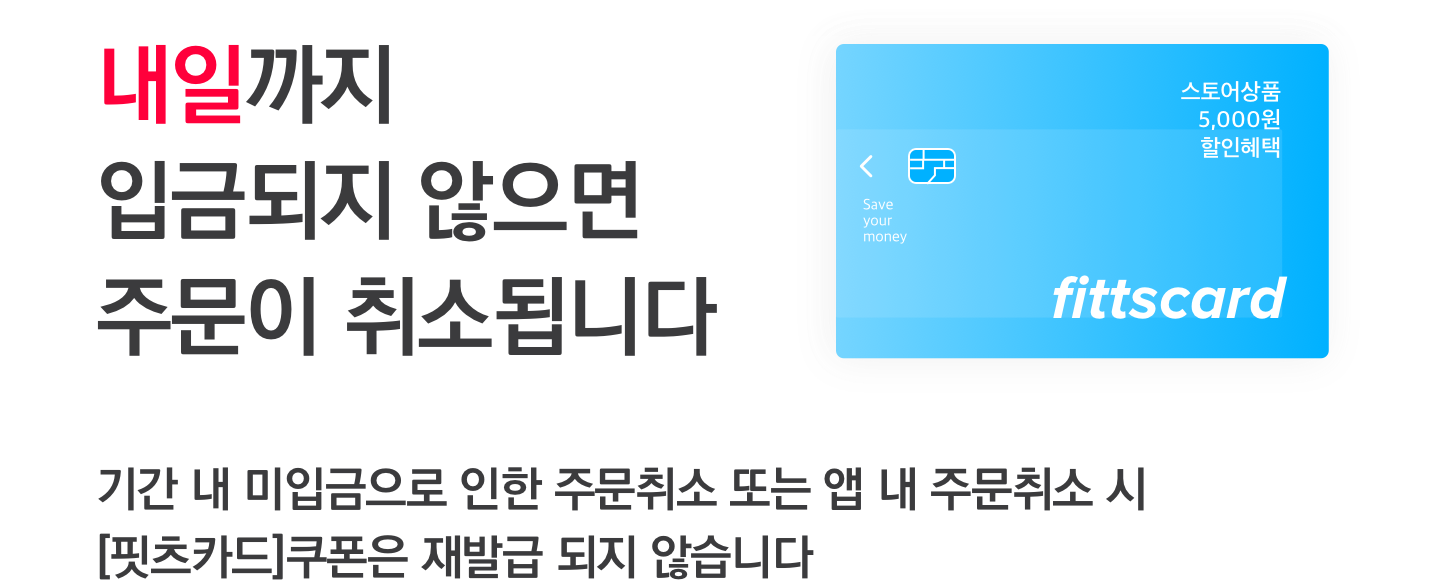 내일까지
입금되지 않으면
주문이 취소됩니다
스토어상품
5,000원
할인혜택
Save
your
money
fittscard
기간 내 미입금으로 인한 주문취소 또는 앱 내 주문취소 시
[핏츠카드]쿠폰은 재발급 되지 않습니다